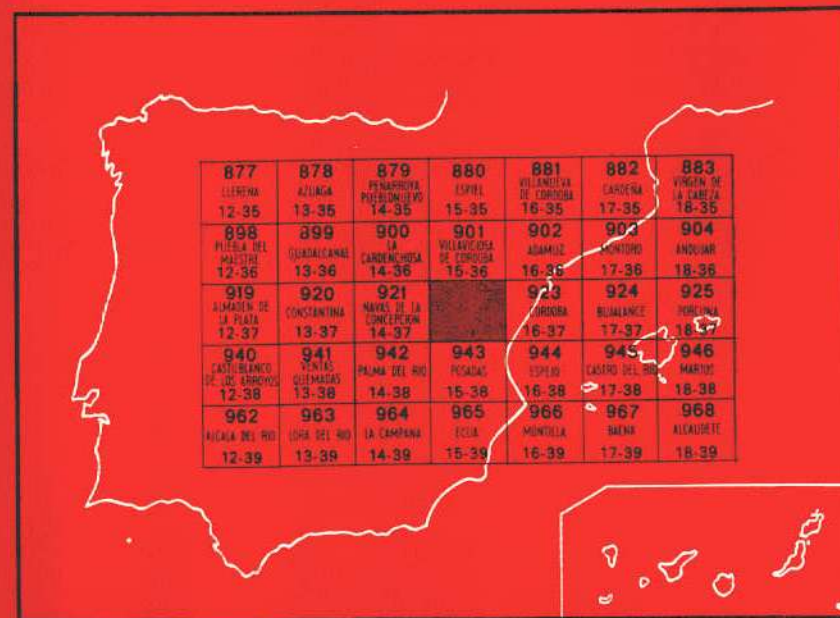 877 878 879 880 881 882 883
LLERENA AZUAGA PEÑARROYA PUEBLONUEVO ESPIEL VILLANUEVA DE CORDOBA CARDEÑA VIRGEN DE LA CABEZA
12-35 13-35 14-35 15-35 16-35 17-35 18-35
898 899 900 901 902 903 904
PUEBLA DEL MAESTRE GUADALCANAL LA CARDENCHOSA VILLAVICIOSA DE CORDOBA ADAMUZ MONTORO ANDUJAR
12-36 13-36 14-36 15-36 16-36 17-36 18-36
919 920 921 923 924 925
ALMADEN DE LA PLATA CONSTANTINA NAVAS DE LA CONCEPCION CORDOBA BUJALANCE PORCUNA
12-37 13-37 14-37 16-37 17-37 18-37
940 941 942 943 944 945 946
CASTILBLANCO DE LOS ARROYOS VENTAS QUEMADAS PALMA DEL RIO POSADAS ESPEJO CASTRO DEL RIO MARTOS
12-38 13-38 14-38 15-38 16-38 17-38 18-38
962 963 964 965 966 967 968
ALCALA DEL RIO LORA DEL RIO LA CAMPANA ECIJA MONTILLA BAENA ALCAUDETE
12-39 13-39 14-39 15-39 16-39 17-39 18-39